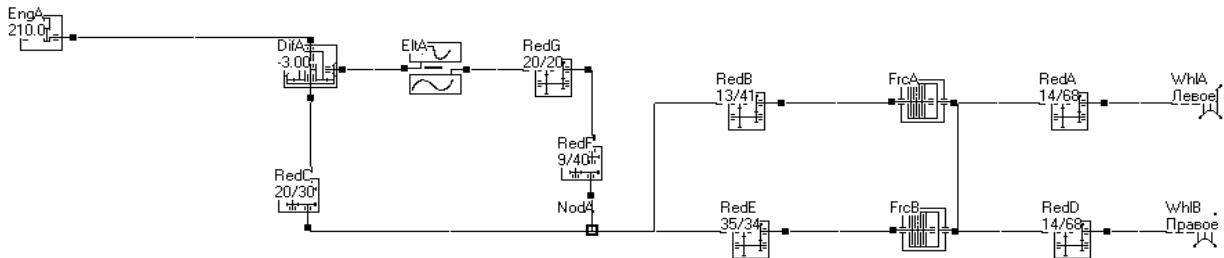 EngA
210.0
DifA
-3.00
EltA
RedG
20/20
RedB
13/41
FrcA
RedA
14/68
WhlA
Левое
RedF
9/40
RedC
20/30
NodA
RedE
35/34
FrcB
RedD
14/68
WhlB
Правое